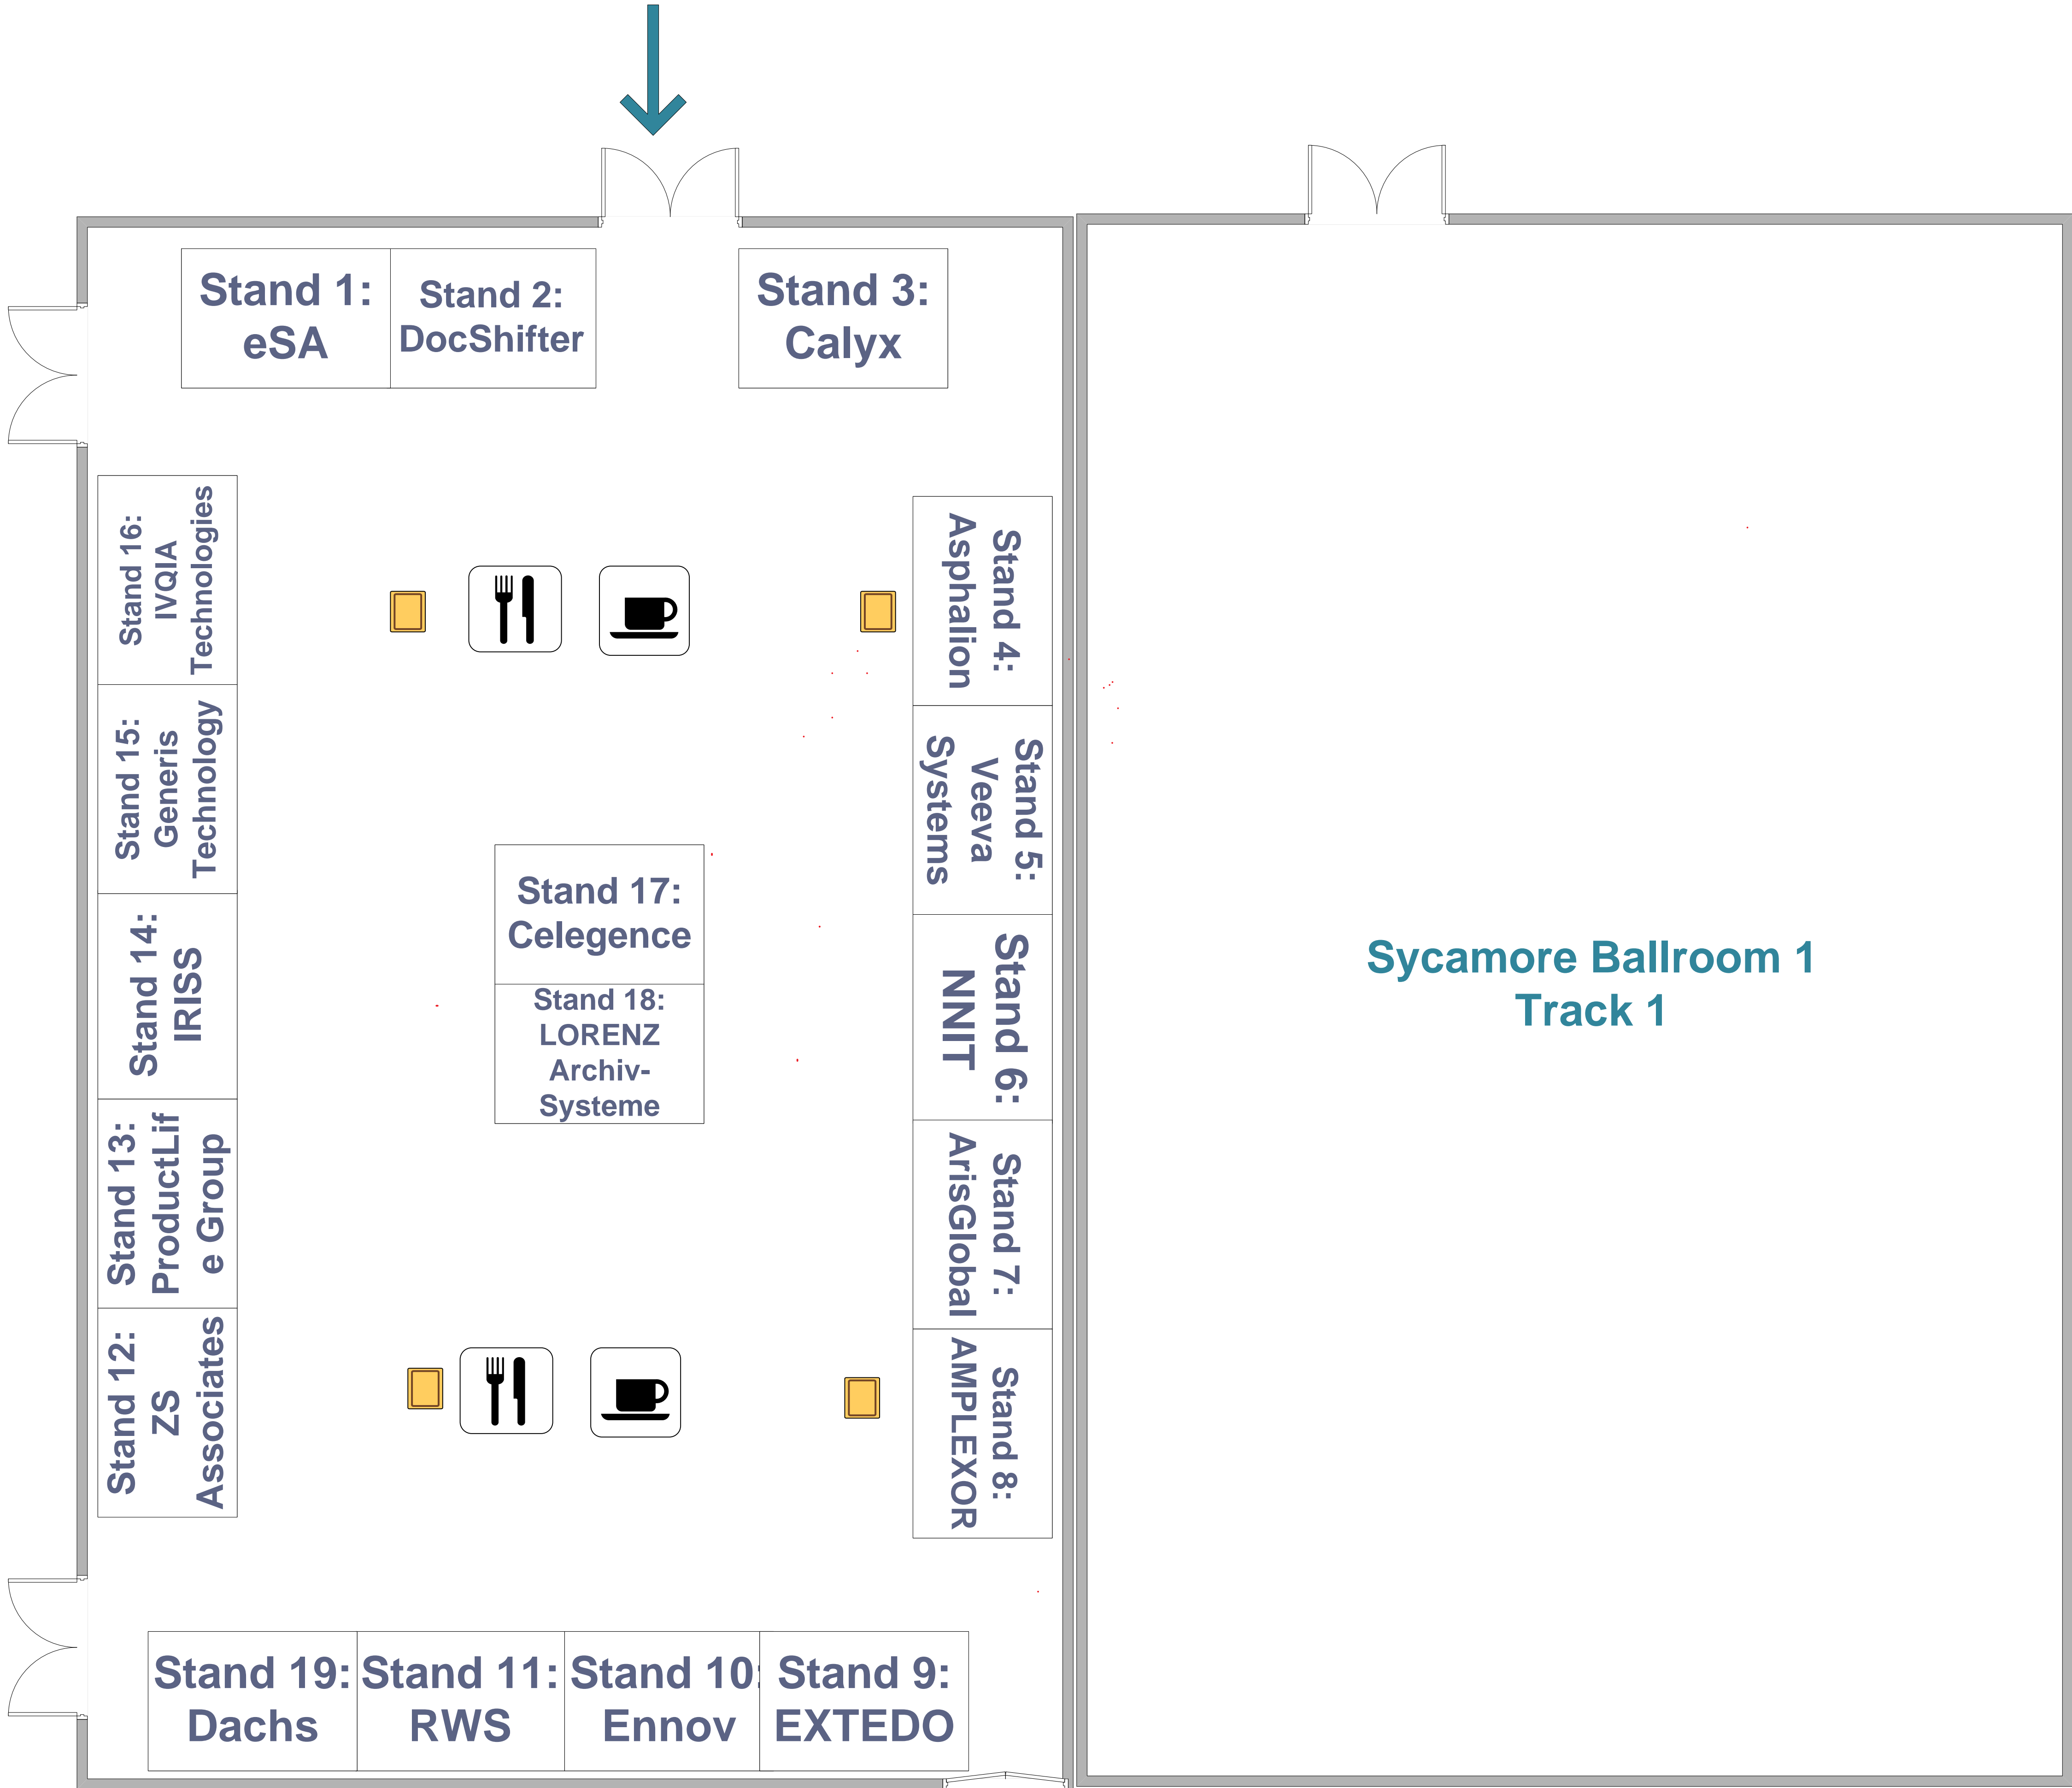 Stand 1:
eSA
Stand 2:
DocShifter
Stand 3:
Calyx
Stand 16:
IVQIA
Technologies
Stand 4:
Asphalion
Stand 15:
Generis
Technology
Stand 5:
Veeva
Systems
Stand 17:
Celegence
Stand 14:
IRISS
Stand 6:
NNIT
Sycamore Ballroom 1
Track 1
Stand 18:
LORENZ
Archiv-
Systeme
Stand 13:
ProductLif
e Group
Stand 7:
ArisGlobal
Stand 12:
ZS
Associates
Stand 8:
AMPLEXOR
Stand 19:
Dachs
Stand 11:
RWS
Stand 10:
Ennov
Stand 9:
EXTEDO